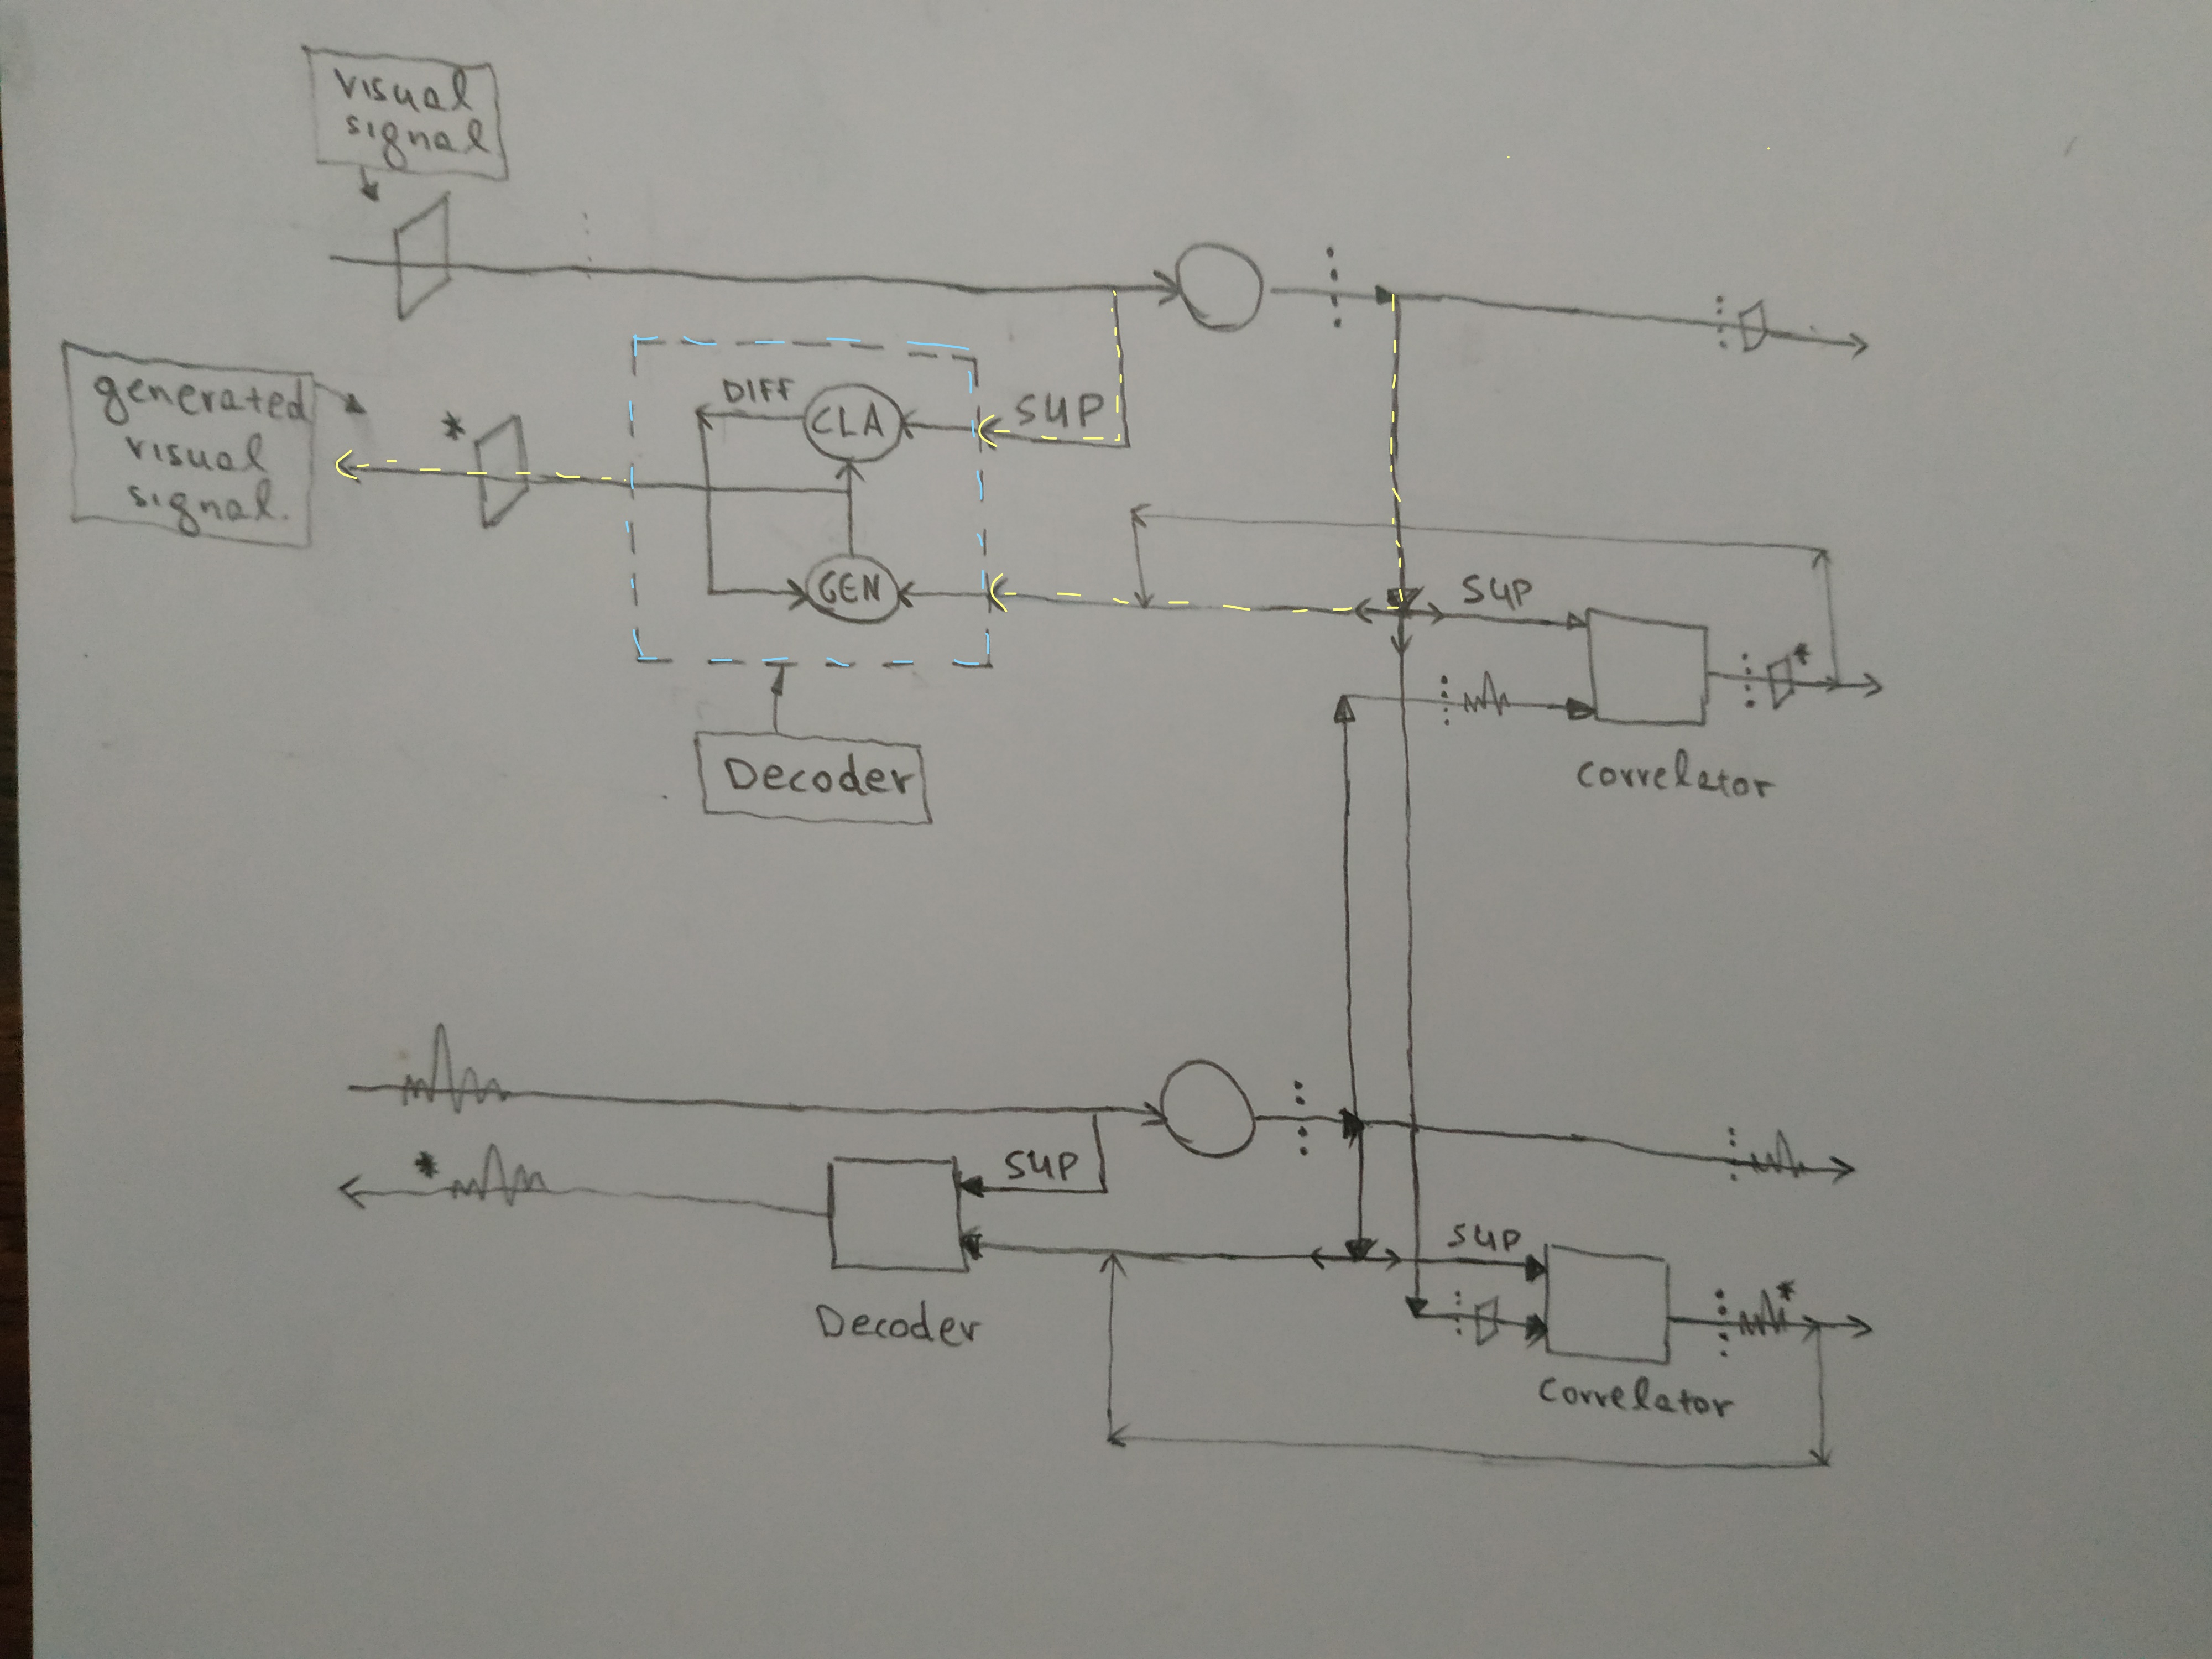 visual
signal
generated
visual
signal.
*
DIFF
CLA
SUP
GEN
SUP
*
Decoder
correlator
*
SUP
SUP
*
Decoder
correlator